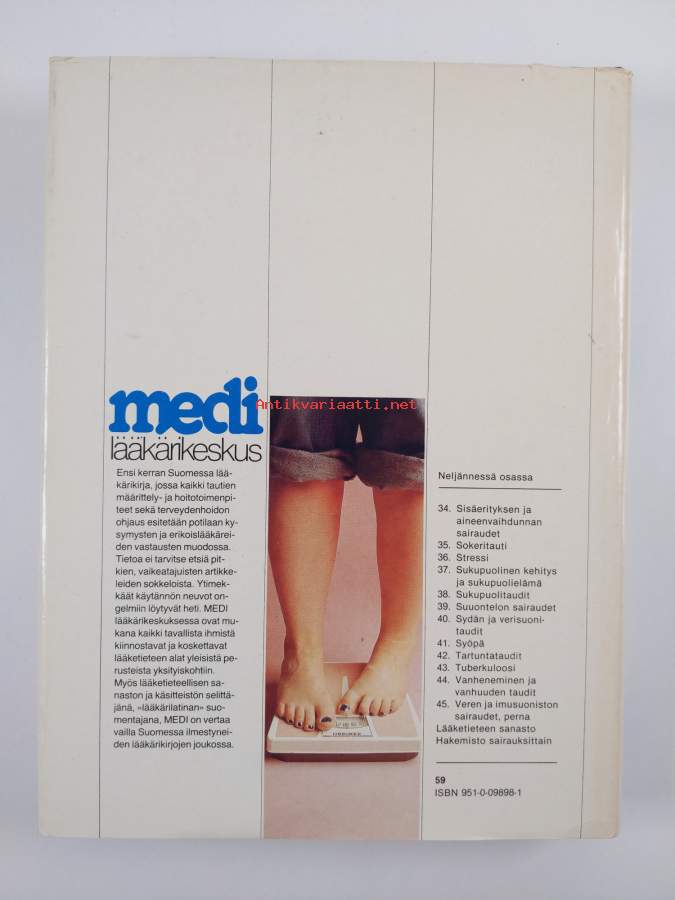 medi
lääkärikeskus
Ensi kerran Suomessa lää-
kärikirja, jossa kaikki tautien
määrittely- ja hoitotoimenpi-
teet sekä terveydenhoidon
ohjaus esitetään potilaan ky-
symysten ja erikoislääkärei-
den vastausten muodossa.
Tietoa ei tarvitse etsiä pit-
kien, vaikeatajuisten artikke-
leiden sokkeloista. Ytimek-
käät käytännön neuvot on-
gelmiin löytyvät heti. MEDI
lääkärikeskuksessa ovat mu-
kana kaikki tavallista ihmistä
kiinnostavat ja koskettavat
lääketieteen alat yleisistä pe-
rusteista yksityiskohtiin.
Myös lääketieteellisen sa-
naston ja käsitteistön selittä-
jänä, »lääkärilatinan» suo-
mentajana, MEDI on vertaa
vailla Suomessa ilmestynei-
den lääkärikirjojen joukossa.
Antikvariaatti.net
Neljännessä osassa
34. Sisäerityksen ja
aineenvaihdunnan
sairaudet
35. Sokeritauti
36. Stressi
37. Sukupuolinen kehitys
ja sukupuolielämä
38. Sukupuolitaudit
39. Suuontelon sairaudet
40. Sydän ja verisuoni-
taudit
41. Syöpä
42. Tartuntataudit
43. Tuberkuloosi
44. Vanheneminen ja
vanhuuden taudit
45. Veren ja imusuoniston
sairaudet, perna
Lääketieteen sanasto
Hakemisto sairauksittain
59
ISBN 951-0-09898-1